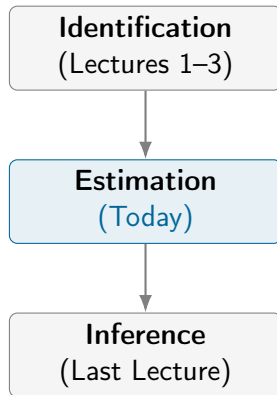 Identification
(Lectures 1–3)
Estimation
(Today)
Inference
(Last Lecture)